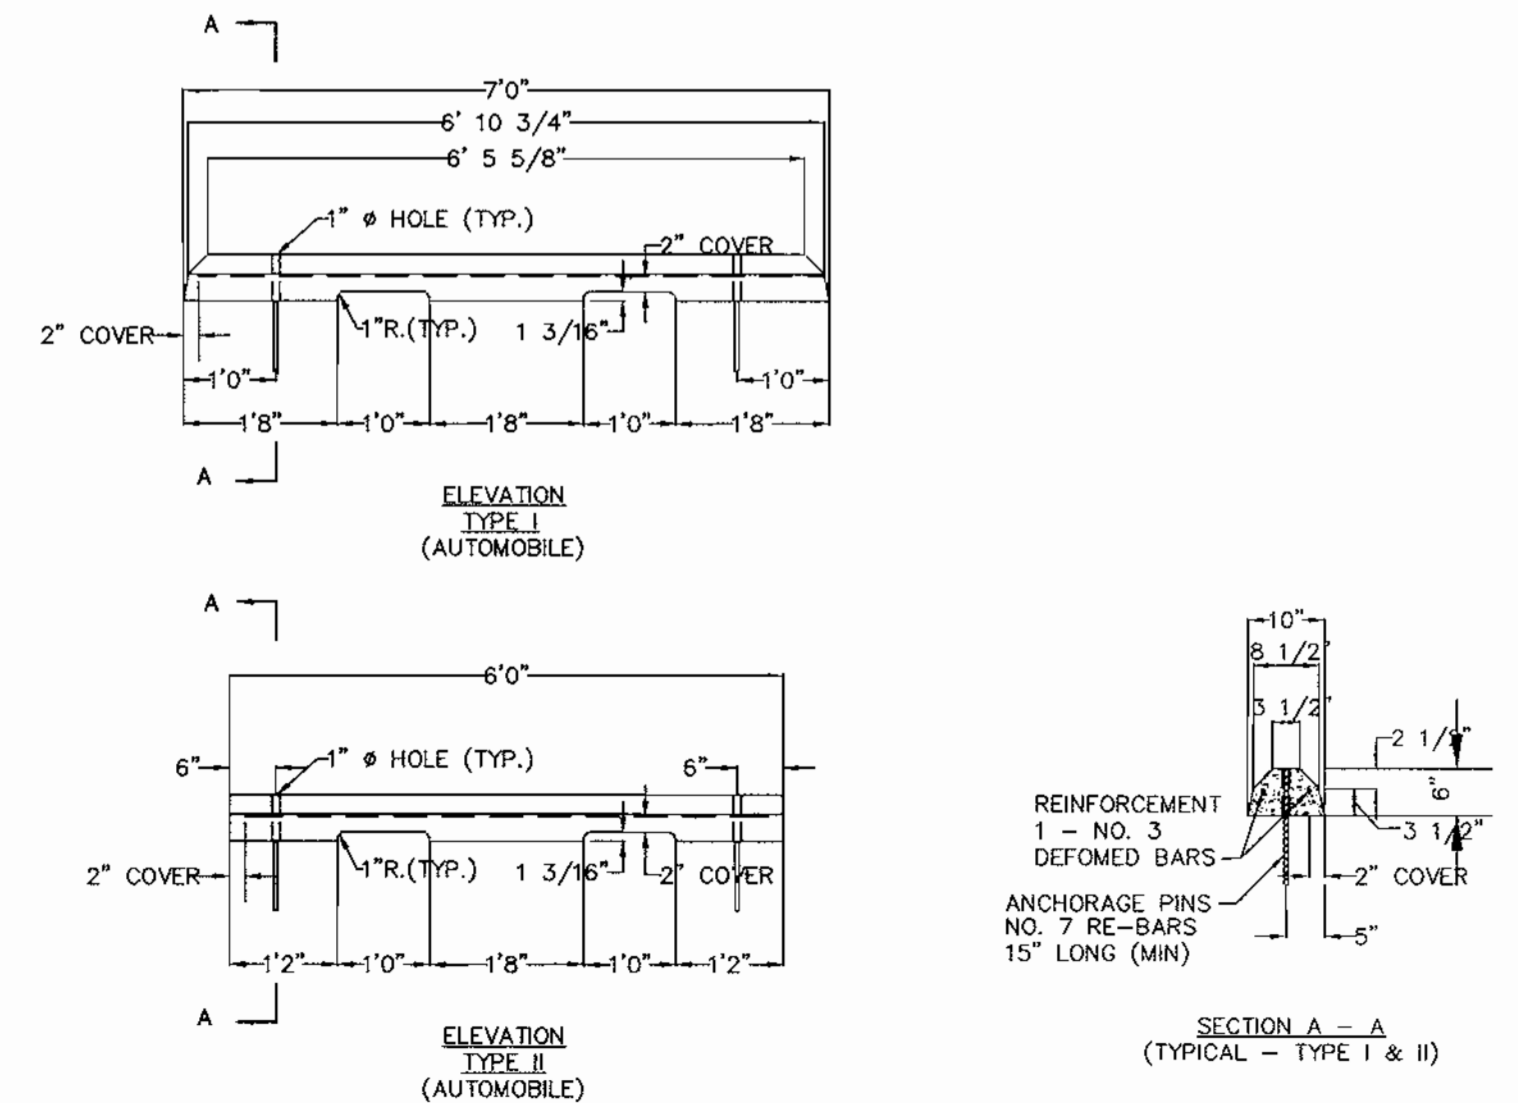 A
7'0"
6' 10 3/4"
6' 5 5/8"
1" ø HOLE (TYP.)
2" COVER
2" COVER
1"R.(TYP.)
1 3/16"
1'0"
1'0"
1'8"
1'0"
1'8"
1'0"
1'8"
A
ELEVATION
TYPE I
(AUTOMOBILE)
A
6'0"
6"
1" ø HOLE (TYP.)
6"
2" COVER
1"R.(TYP.)
1 3/16"
2" COVER
1'2"
1'0"
1'8"
1'0"
1'2"
A
ELEVATION
TYPE II
(AUTOMOBILE)
10"
8 1/2"
3 1/2"
6"
3 1/2"
REINFORCEMENT
1 – NO. 3
DEFOMED BARS
2" COVER
ANCHORAGE PINS
NO. 7 RE-BARS
15" LONG (MIN)
5"
SECTION A – A
(TYPICAL – TYPE I & II)